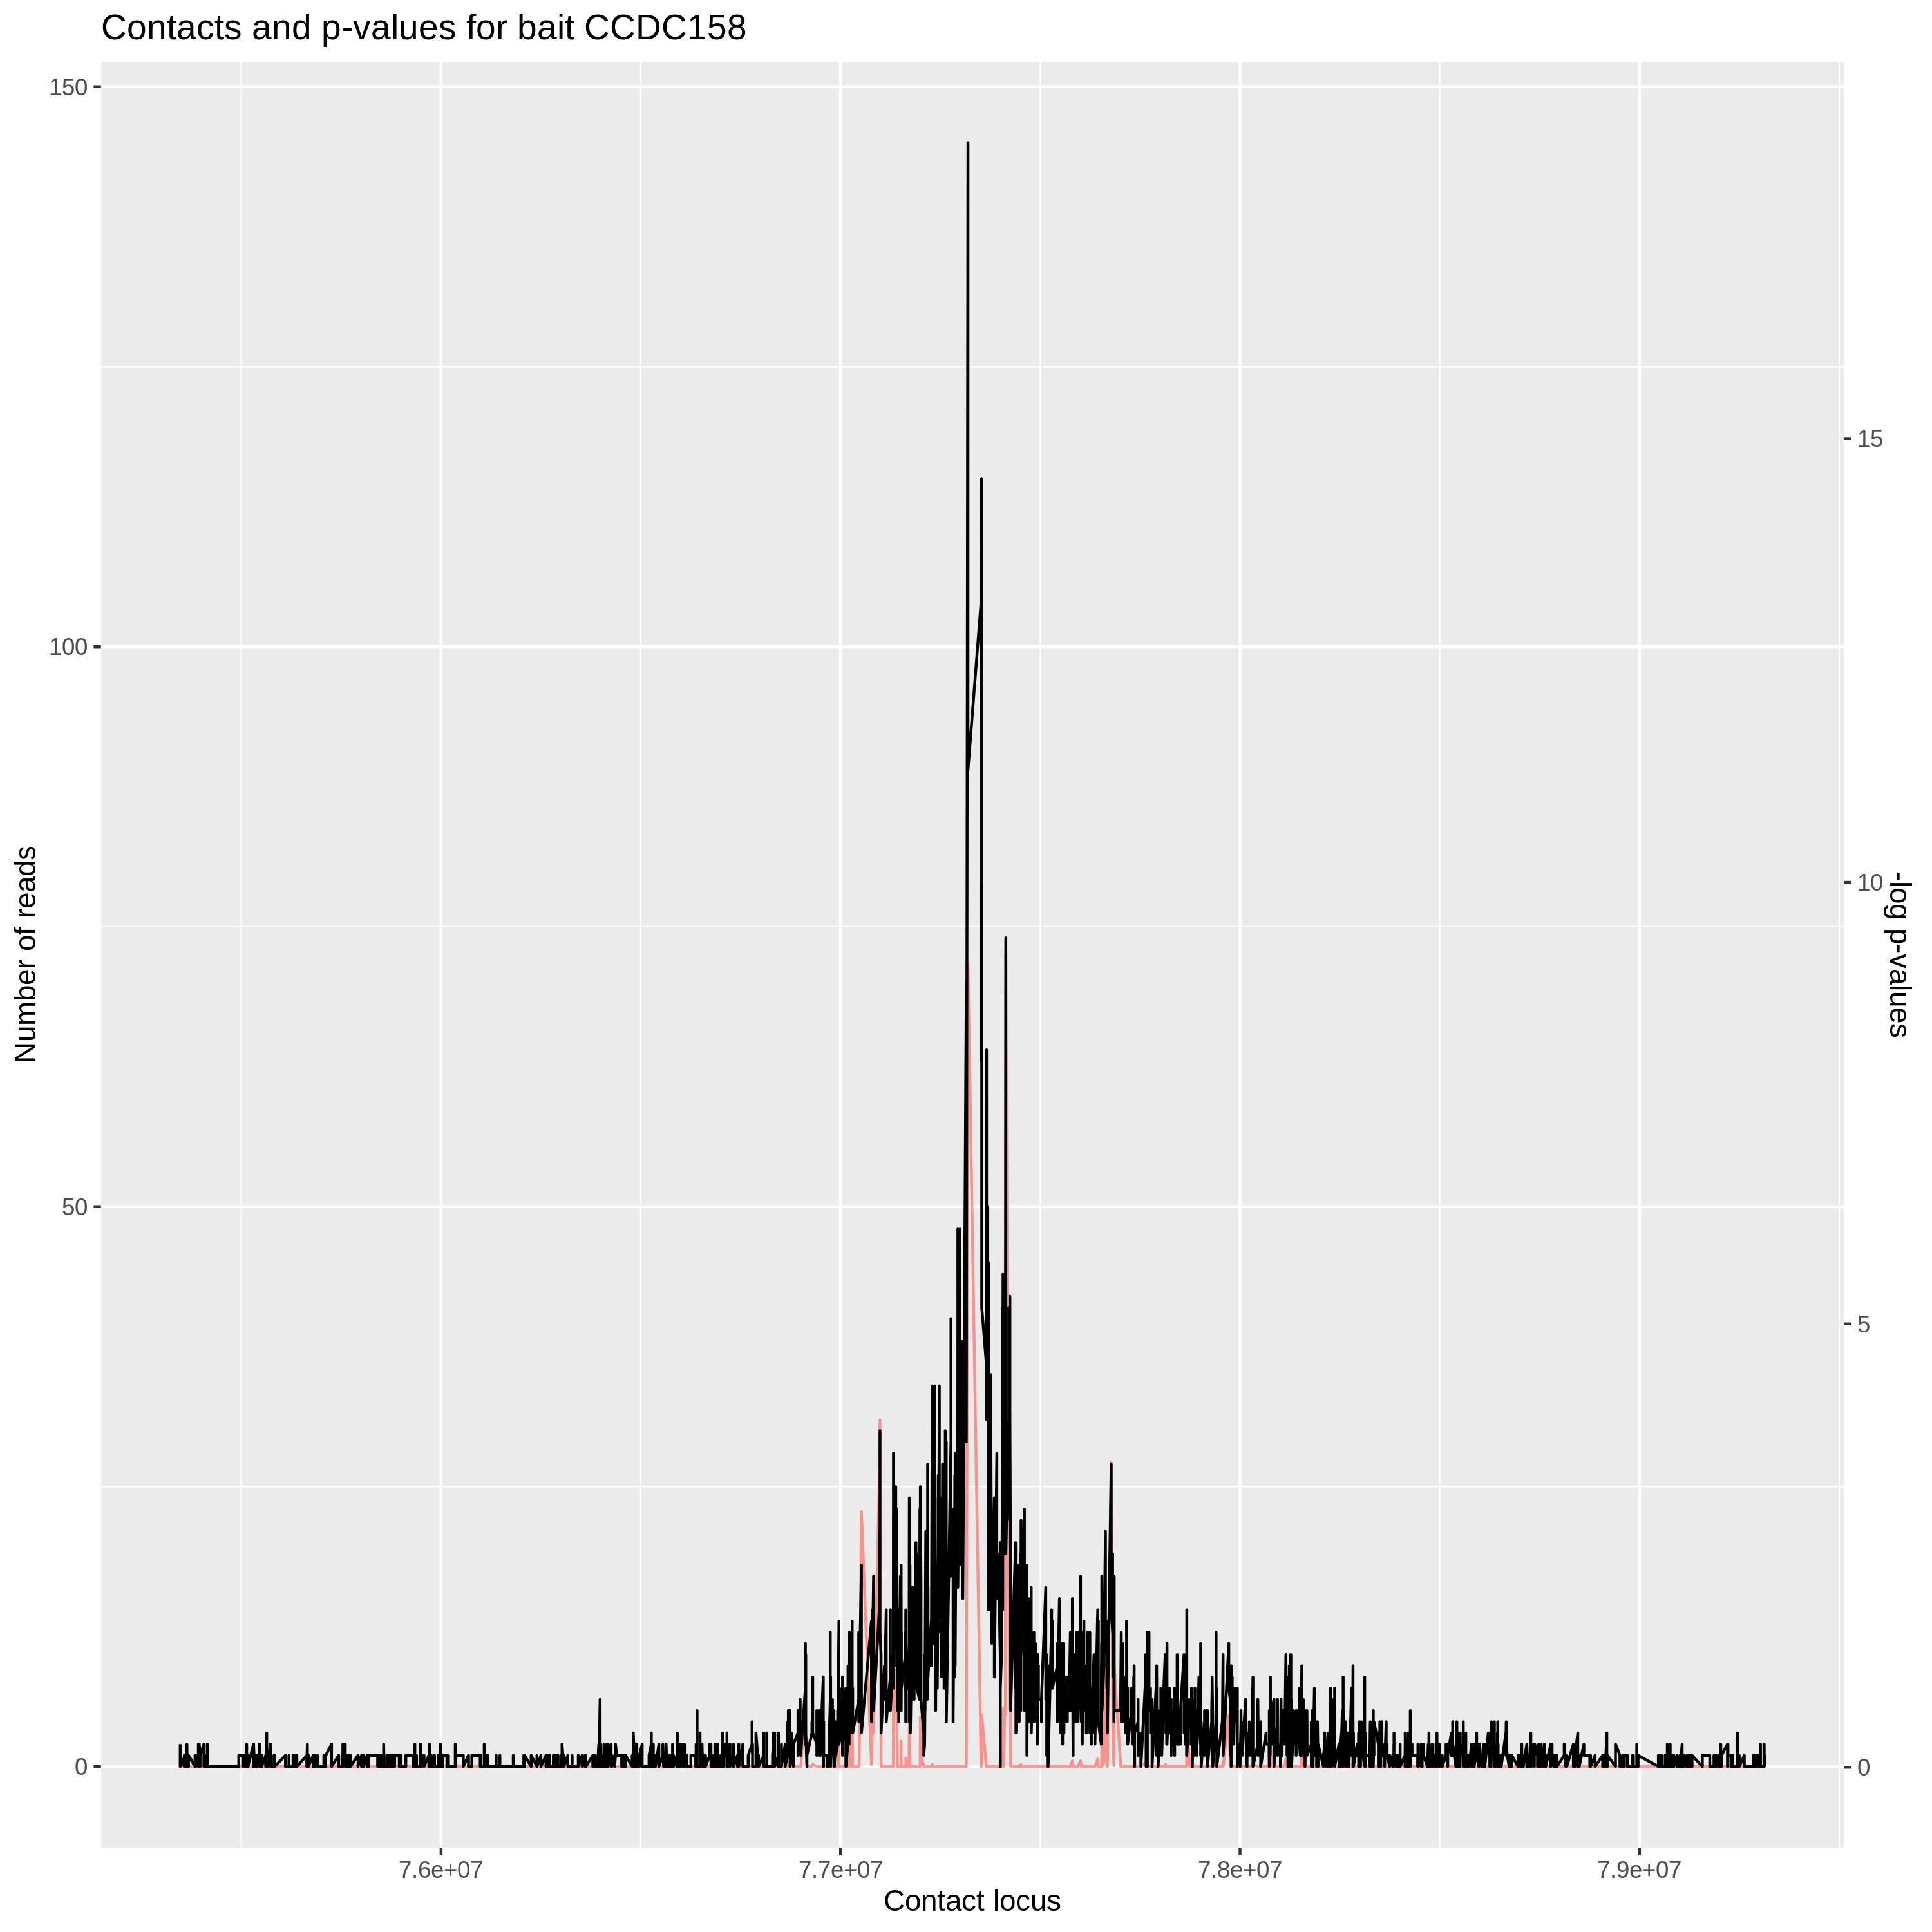 Contacts and p-values for bait CCDC158
150
100
50
0
Number of reads
15
10
5
0
-log p-values
7.6e+07
7.7e+07
7.8e+07
7.9e+07
Contact locus